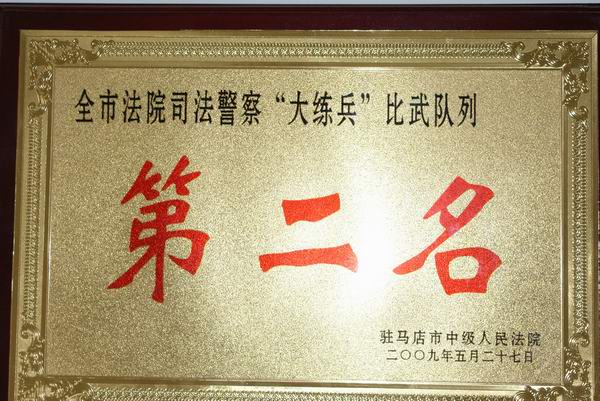 全市法院司法警察“大练兵”比武队列
第二名
驻马店市中级人民法院
二〇〇九年五月二十七日